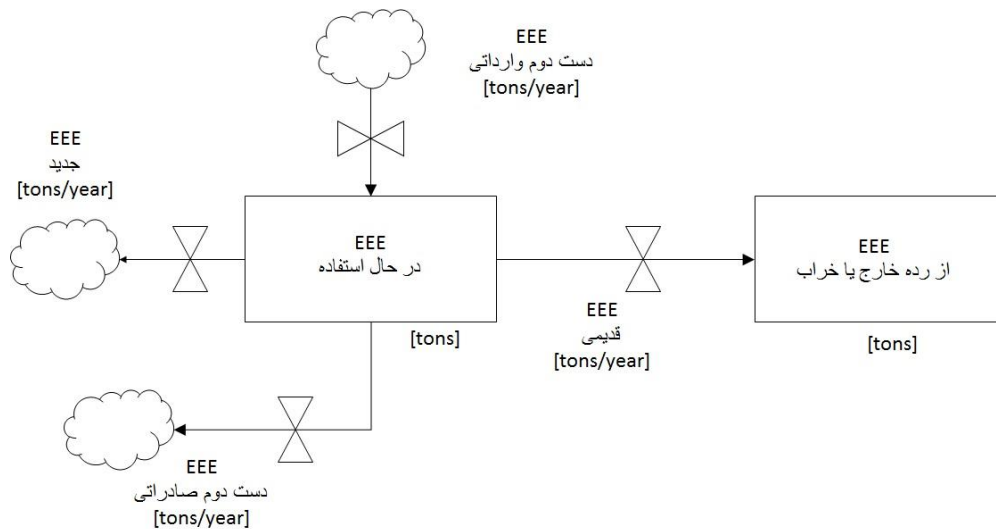 EEE
دست دوم وارداتی
[tons/year]
EEE
جدید
[tons/year]
EEE
در حال استفاده
[tons]
EEE
قدیمی
[tons/year]
EEE
از رده خارج یا خراب
[tons]
EEE
دست دوم صادراتی
[tons/year]